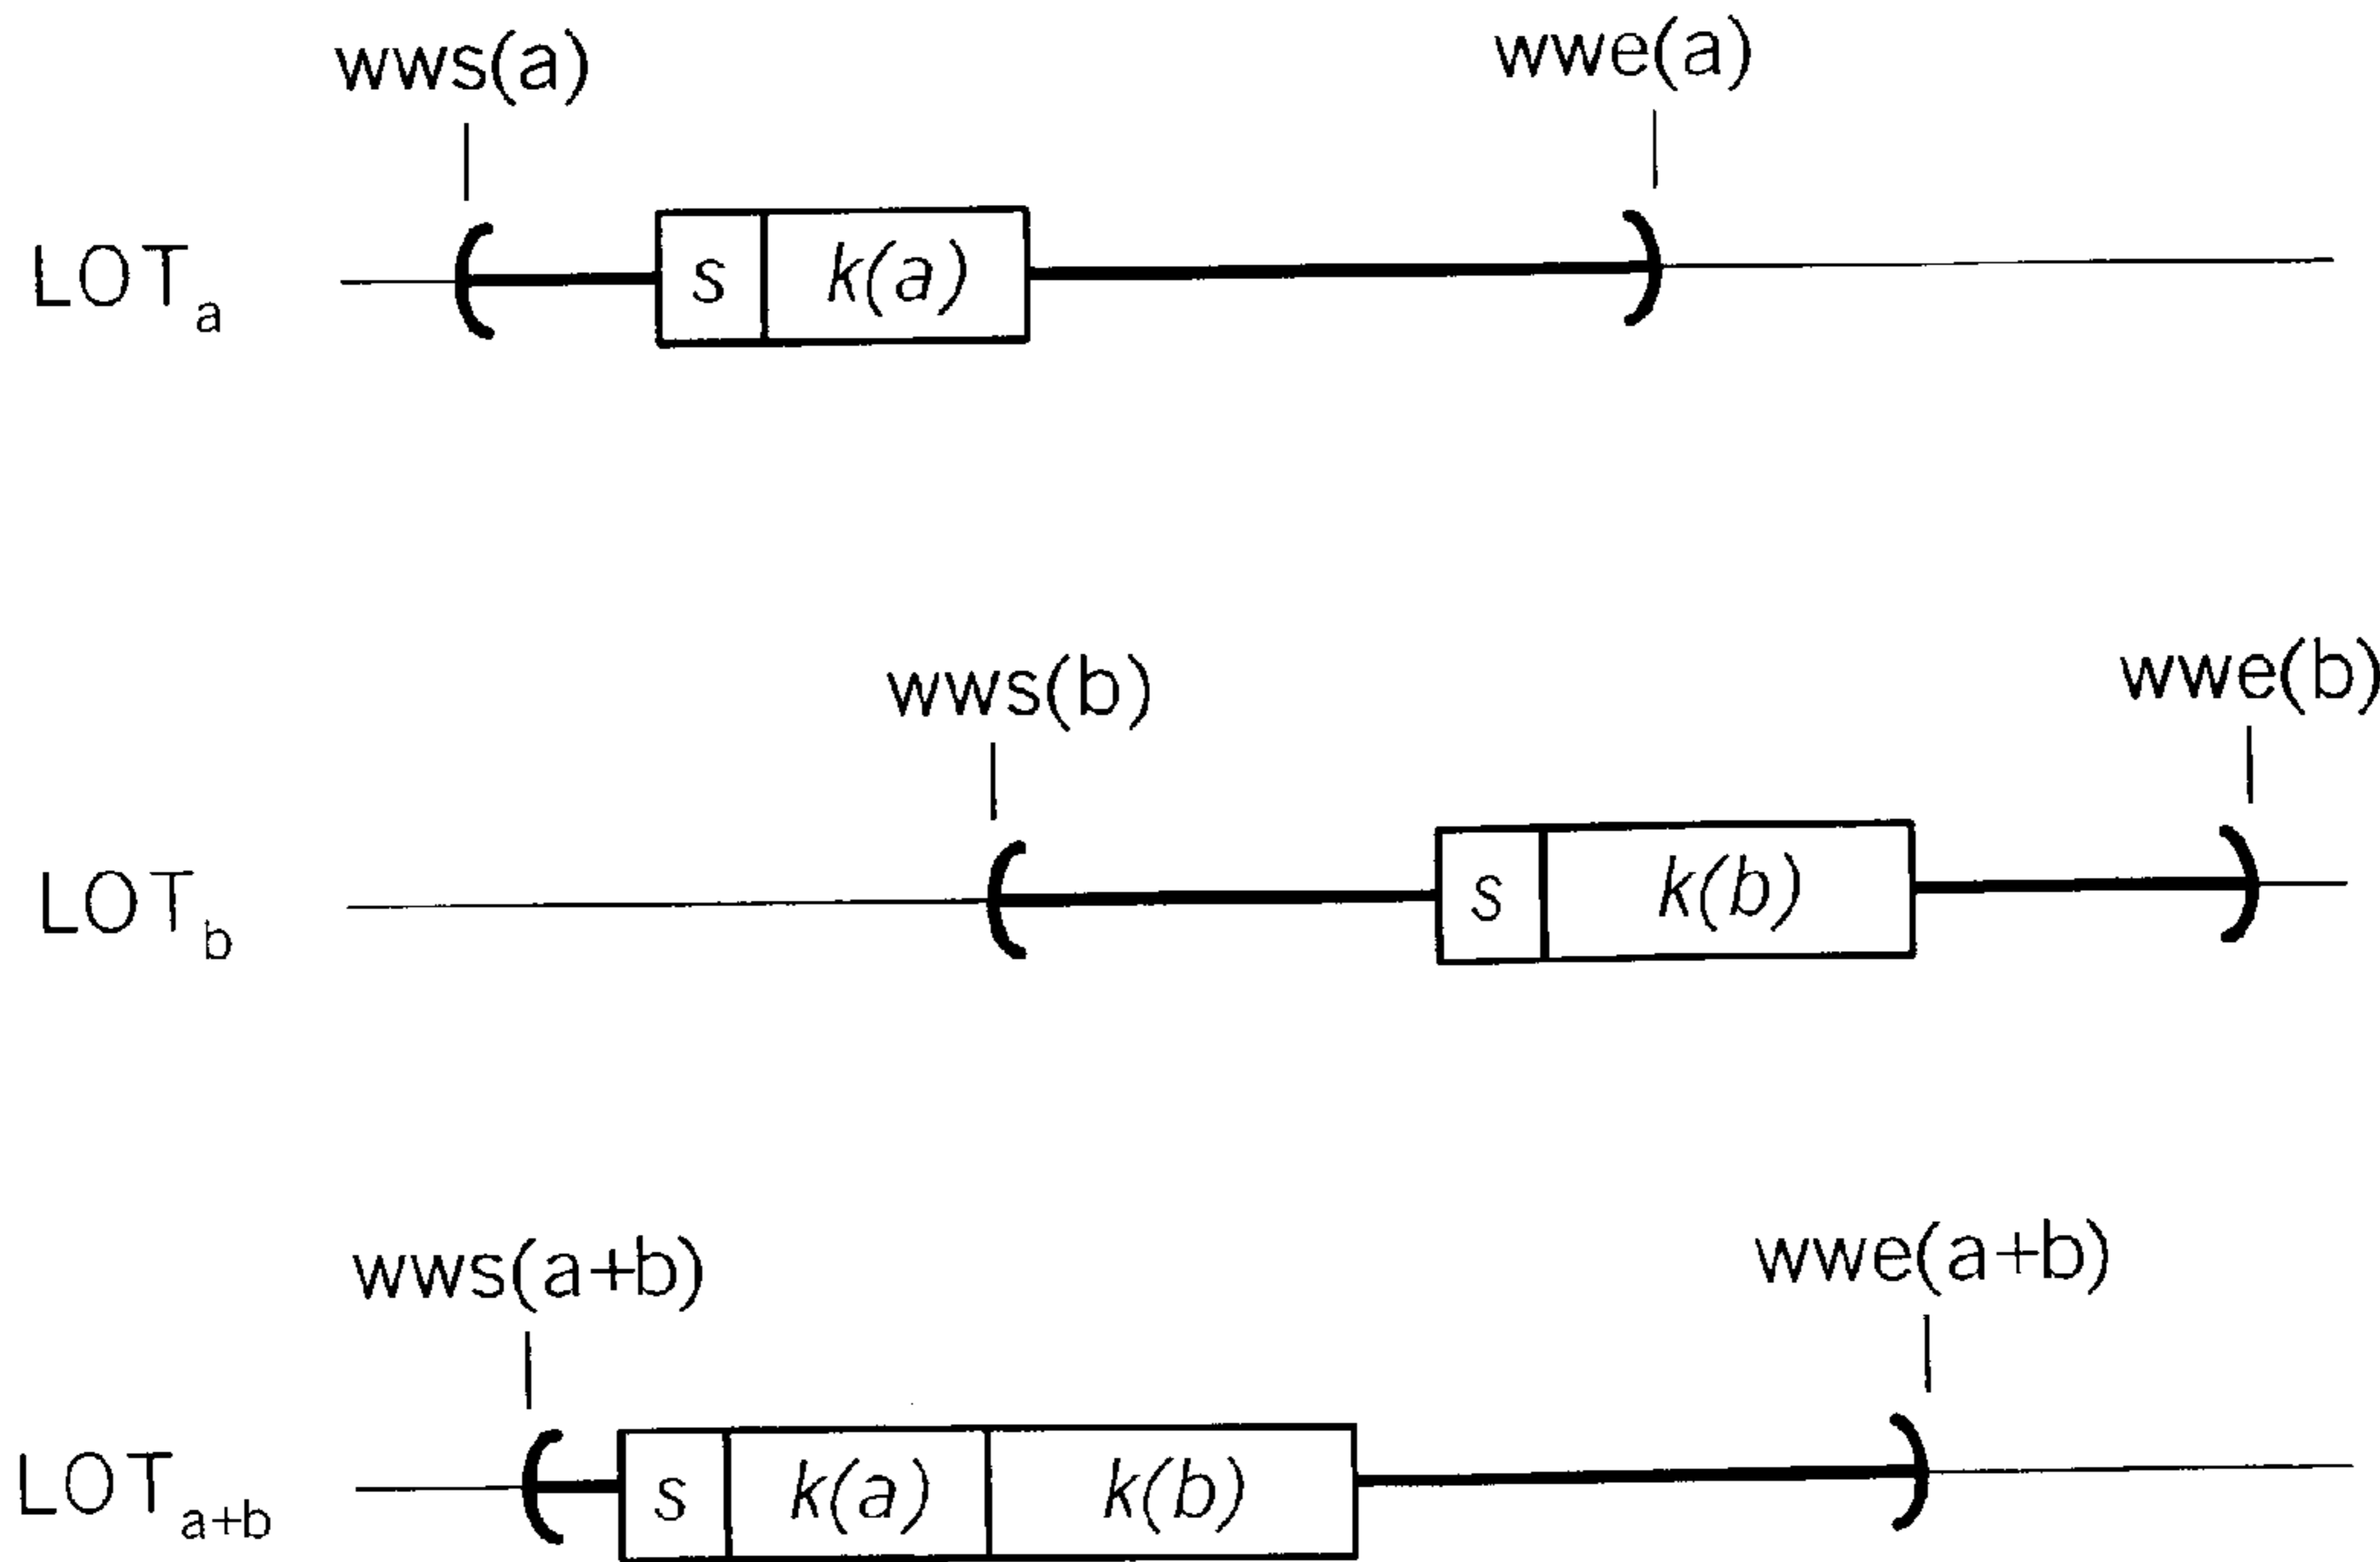 wws(a) wwe(a)
LOTa s k(a)
wws(b) wwe(b)
LOTb s k(b)
wws(a+b) wwe(a+b)
LOTa+b s k(a) k(b)